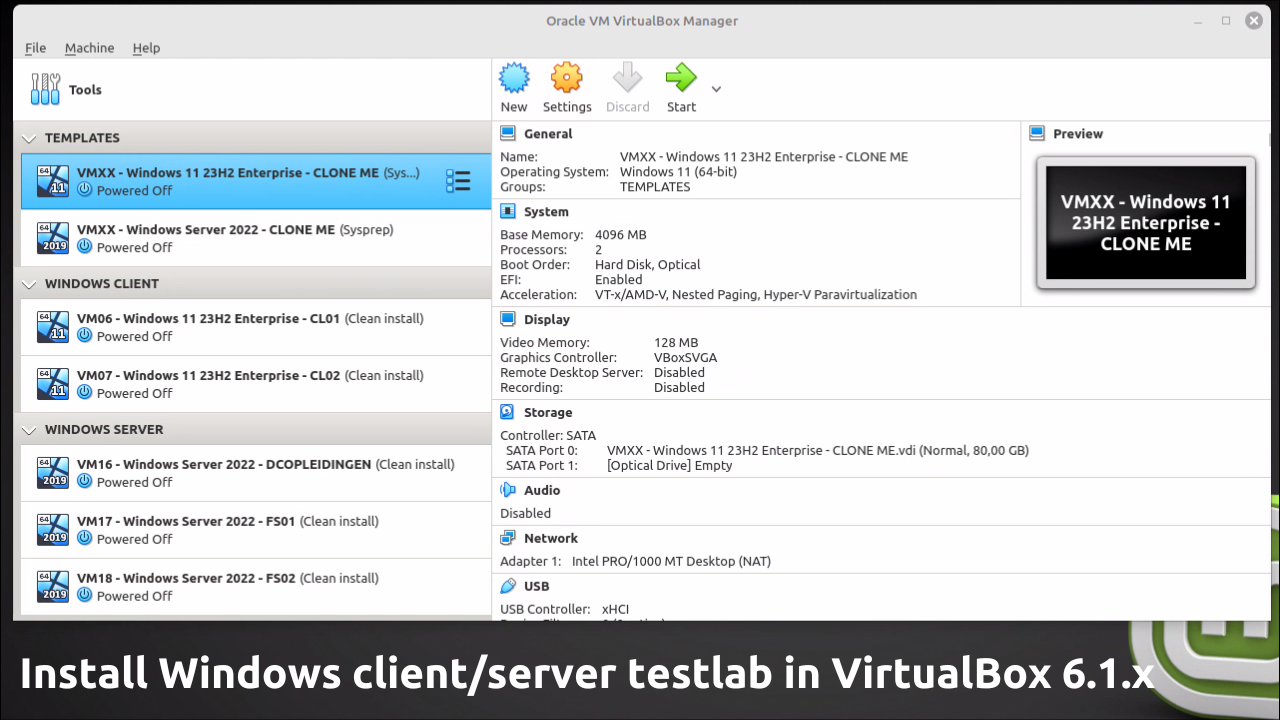 Oracle VM VirtualBox Manager
File Machine Help
Tools
New Settings Discard Start
TEMPLATES
64 11 VMXX - Windows 11 23H2 Enterprise - CLONE ME (Sys...)
Powered Off
64 2019 VMXX - Windows Server 2022 - CLONE ME (Sysprep)
Powered Off
WINDOWS CLIENT
64 11 VM06 - Windows 11 23H2 Enterprise - CL01 (Clean install)
Powered Off
64 11 VM07 - Windows 11 23H2 Enterprise - CL02 (Clean install)
Powered Off
WINDOWS SERVER
64 2019 VM16 - Windows Server 2022 - DCOPLEIDINGEN (Clean install)
Powered Off
64 2019 VM17 - Windows Server 2022 - FS01 (Clean install)
Powered Off
64 2019 VM18 - Windows Server 2022 - FS02 (Clean install)
Powered Off
General
Name: VMXX - Windows 11 23H2 Enterprise - CLONE ME
Operating System: Windows 11 (64-bit)
Groups: TEMPLATES
System
Base Memory: 4096 MB
Processors: 2
Boot Order: Hard Disk, Optical
EFI: Enabled
Acceleration: VT-x/AMD-V, Nested Paging, Hyper-V Paravirtualization
Preview
VMXX - Windows 11
23H2 Enterprise -
CLONE ME
Display
Video Memory: 128 MB
Graphics Controller: VBoxSVGA
Remote Desktop Server: Disabled
Recording: Disabled
Storage
Controller: SATA
SATA Port 0: VMXX - Windows 11 23H2 Enterprise - CLONE ME.vdi (Normal, 80,00 GB)
SATA Port 1: [Optical Drive] Empty
Audio
Disabled
Network
Adapter 1: Intel PRO/1000 MT Desktop (NAT)
USB
USB Controller: xHCI
Install Windows client/server testlab in VirtualBox 6.1.x